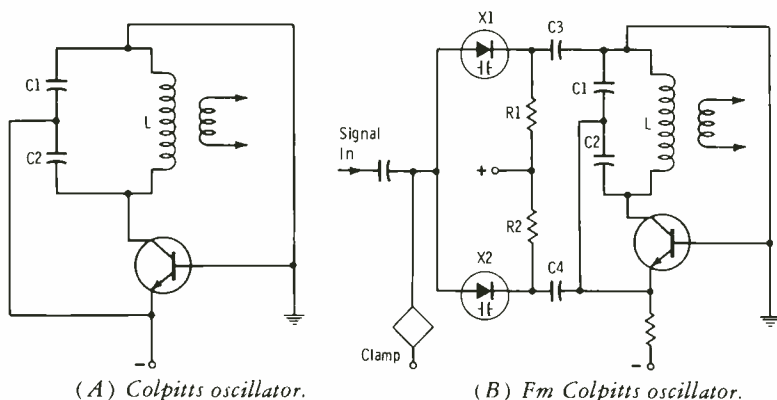 C1
C2
L
–
(A) Colpitts oscillator.
X1
C3
C1
R1
L
C2
Signal
In
+
R2
X2
C4
Clamp
–
(B) Fm Colpitts oscillator.